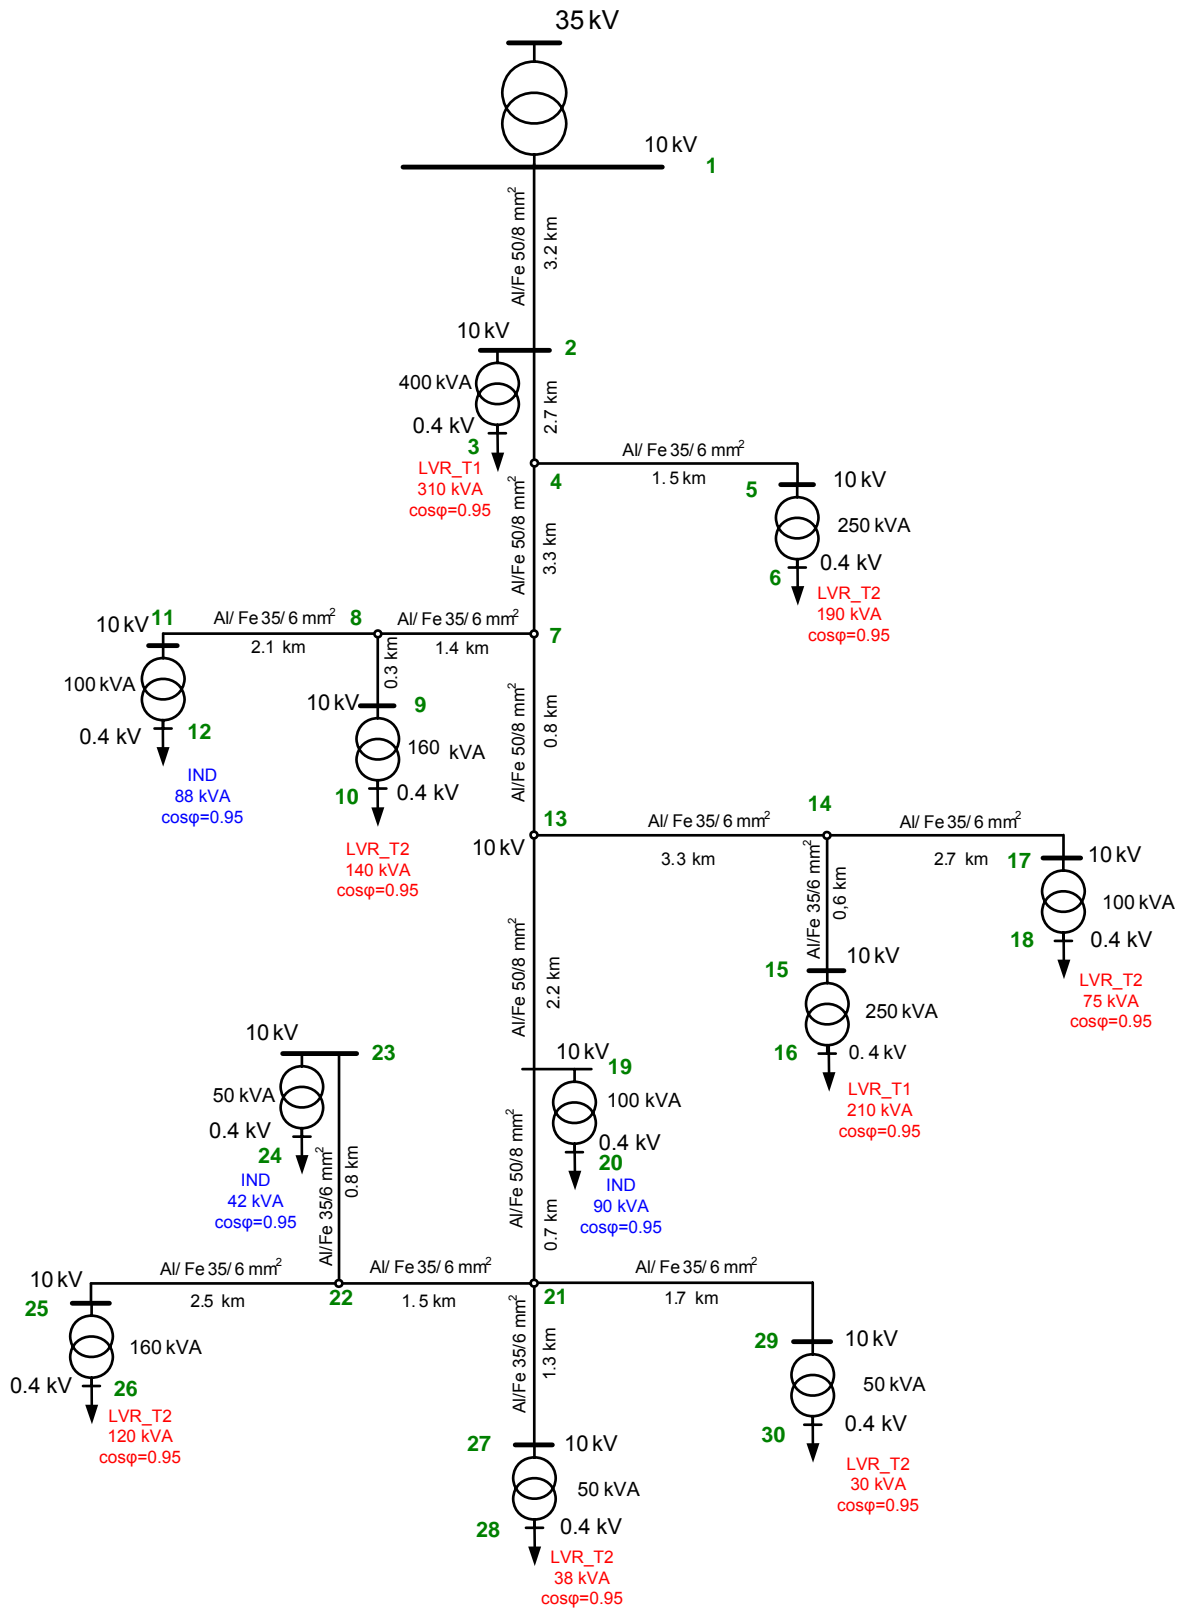 35 kV
10 kV
1
Al/Fe 50/8 mm²
3.2 km
10 kV
2
400 kVA
0.4 kV
3
LVR_T1
310 kVA
cosφ=0.95
2.7 km
4
Al/ Fe 35/ 6 mm²
1. 5 km
5
10 kV
250 kVA
0.4 kV
6
LVR_T2
190 kVA
cosφ=0.95
Al/Fe 50/8 mm²
3.3 km
7
Al/ Fe 35/ 6 mm²
1.4 km
8
Al/ Fe 35/ 6 mm²
2.1 km
11
10 kV
100 kVA
0.4 kV
12
IND
88 kVA
cosφ=0.95
0.3 km
10 kV
9
160 kVA
0.4 kV
10
LVR_T2
140 kVA
cosφ=0.95
Al/Fe 50/8 mm²
0.8 km
13
10 kV
Al/ Fe 35/ 6 mm²
3.3 km
14
Al/ Fe 35/ 6 mm²
2.7 km
17
10 kV
100 kVA
18
0.4 kV
LVR_T2
75 kVA
cosφ=0.95
Al/Fe 35/6 mm²
0,6 km
15
10 kV
250 kVA
16
0. 4 kV
LVR_T1
210 kVA
cosφ=0.95
Al/Fe 50/8 mm²
2.2 km
10 kV
19
100 kVA
0.4 kV
20
IND
90 kVA
cosφ=0.95
10 kV
23
50 kVA
0.4 kV
24
IND
42 kVA
cosφ=0.95
Al/Fe 35/6 mm²
0.8 km
Al/Fe 50/8 mm²
0.7 km
21
Al/ Fe 35/ 6 mm²
1. 5 km
22
Al/ Fe 35/ 6 mm²
2.5 km
10 kV
25
160 kVA
0.4 kV
26
LVR_T2
120 kVA
cosφ=0.95
Al/ Fe 35/ 6 mm²
1.7 km
29
10 kV
50 kVA
30
0.4 kV
LVR_T2
30 kVA
cosφ=0.95
Al/Fe 35/6 mm²
1.3 km
27
10 kV
50 kVA
28
0.4 kV
LVR_T2
38 kVA
cosφ=0.95